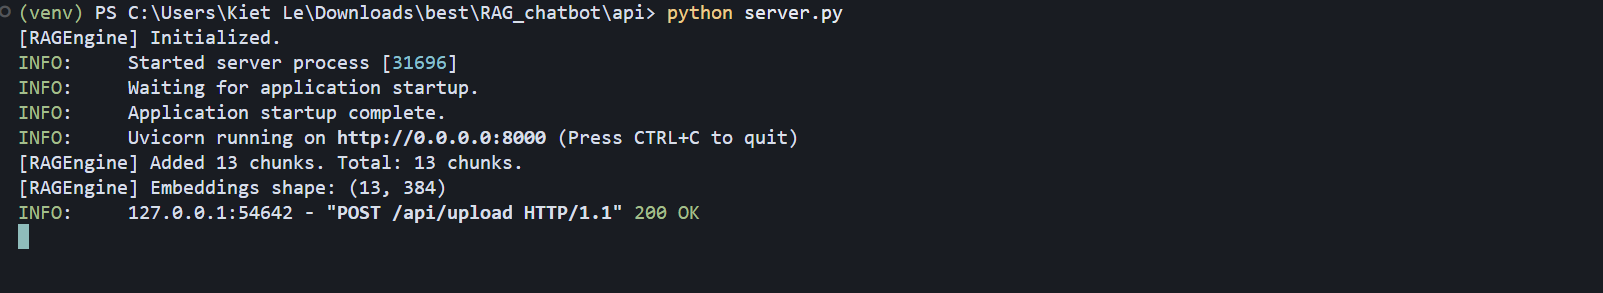 (venv) PS C:\Users\Kiet Le\Downloads\best\RAG_chatbot\api> python server.py
[RAGEngine] Initialized.
INFO:     Started server process [31696]
INFO:     Waiting for application startup.
INFO:     Application startup complete.
INFO:     Uvicorn running on http://0.0.0.0:8000 (Press CTRL+C to quit)
[RAGEngine] Added 13 chunks. Total: 13 chunks.
[RAGEngine] Embeddings shape: (13, 384)
INFO:     127.0.0.1:54642 - "POST /api/upload HTTP/1.1" 200 OK